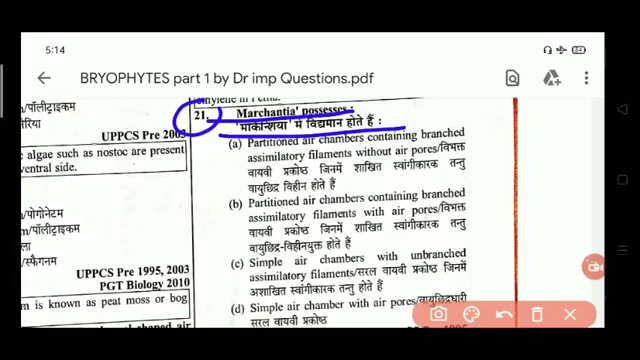 5:14
84
BRYOPHYTES part 1 by Dr imp Questions.pdf
पॉलीट्राइकम
रिया
UPPCS Pre 2003
c algae such as nostoc are present
ventral side.
पोगोनेटम
पॉलीट्राइकम
ला
स्फैगनम
UPPCS Pre 1995, 2003
PGT Biology 2010
m is known as peat moss or bog
21. Marchantia' possesses :
'मार्केन्शिया' में विद्यमान होते हैं :
(a) Partitioned air chambers containing branched
assimilatory filaments without air pores/विभक्त
वायवी प्रकोष्ठ जिनमें शाखित स्वांगीकारक तन्तु
वायुछिद्र विहीन होते हैं
(b) Partitioned air chambers containing branched
assimilatory filaments with air pores/विभक्त
वायवी प्रकोष्ठ जिनमें शाखित स्वांगीकारक तन्तु
वायुछिद्र-विहीनयुक्त होते हैं
(c) Simple air chambers with unbranched
assimilatory filaments/सरल वायवी प्रकोष्ठ जिनमें
अशाखित स्वांगीकारक तन्तु होते हैं
(d) Simple air chamber with air pores/वायुछिद्रधारी
सरल वायवी प्रकोष्ठ